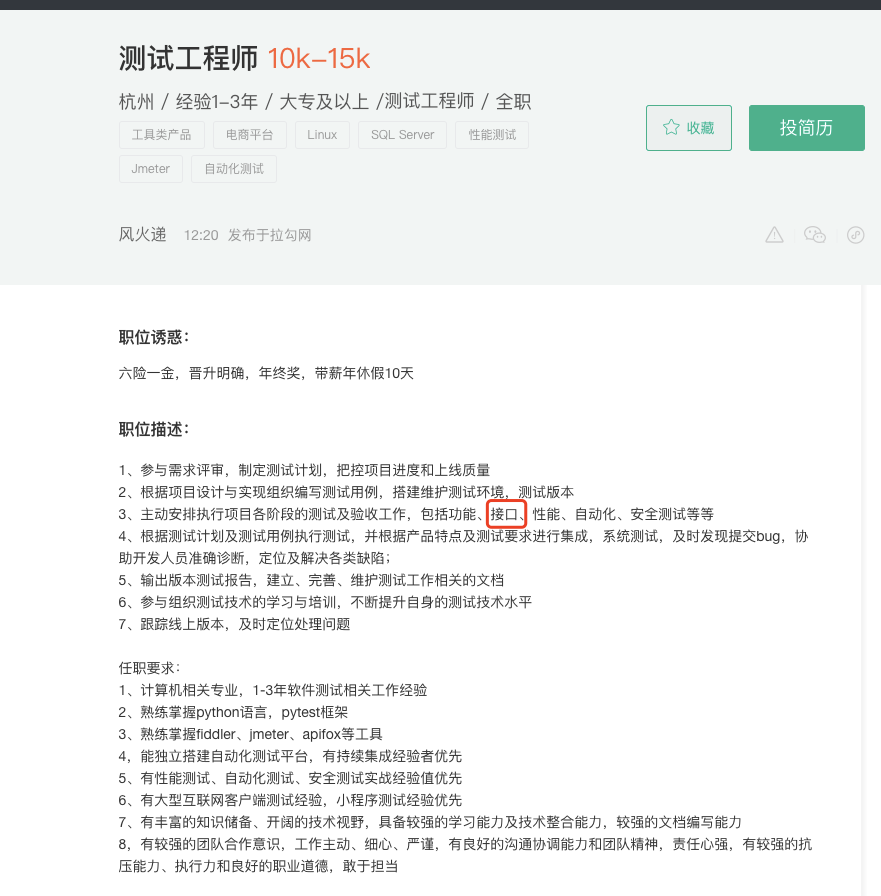 测试工程师 10k-15k
杭州 / 经验1-3年 / 大专及以上 /测试工程师 / 全职
收藏
投简历
工具类产品 电商平台 Linux SQL Server 性能测试
Jmeter 自动化测试
风火递 12:20 发布于拉勾网
职位诱惑：
六险一金，晋升明确，年终奖，带薪年休假10天
职位描述：
1、参与需求评审，制定测试计划，把控项目进度和上线质量
2、根据项目设计与实现组织编写测试用例，搭建维护测试环境，测试版本
3、主动安排执行项目各阶段的测试及验收工作，包括功能、接口、性能、自动化、安全测试等等
4、根据测试计划及测试用例执行测试，并根据产品特点及测试要求进行集成，系统测试，及时发现提交bug，协
助开发人员准确诊断，定位及解决各类缺陷；
5、输出版本测试报告，建立、完善、维护测试工作相关的文档
6、参与组织测试技术的学习与培训，不断提升自身的测试技术水平
7、跟踪线上版本，及时定位处理问题
任职要求：
1、计算机相关专业，1-3年软件测试相关工作经验
2、熟练掌握python语言，pytest框架
3、熟练掌握fiddler、jmeter、apifox等工具
4，能独立搭建自动化测试平台，有持续集成经验者优先
5、有性能测试、自动化测试、安全测试实战经验值优先
6、有大型互联网客户端测试经验，小程序测试经验优先
7、有丰富的知识储备、开阔的技术视野，具备较强的学习能力及技术整合能力，较强的文档编写能力
8，有较强的团队合作意识，工作主动、细心、严谨，有良好的沟通协调能力和团队精神，责任心强，有较强的抗
压能力、执行力和良好的职业道德，敢于担当